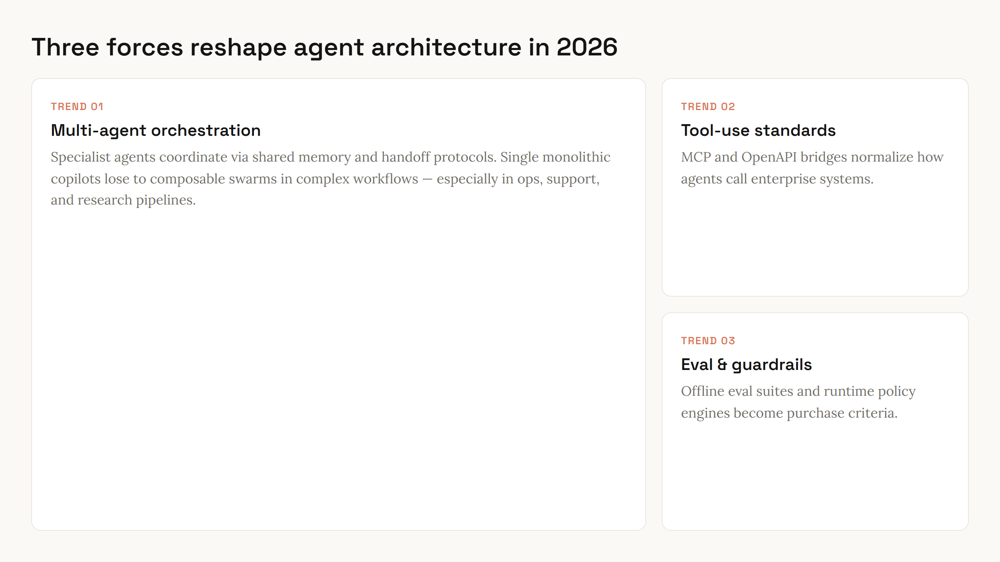 Three forces reshape agent architecture in 2026
TREND 01
Multi-agent orchestration
Specialist agents coordinate via shared memory and handoff protocols. Single monolithic
copilots lose to composable swarms in complex workflows — especially in ops, support,
and research pipelines.
TREND 02
Tool-use standards
MCP and OpenAPI bridges normalize how
agents call enterprise systems.
TREND 03
Eval & guardrails
Offline eval suites and runtime policy
engines become purchase criteria.